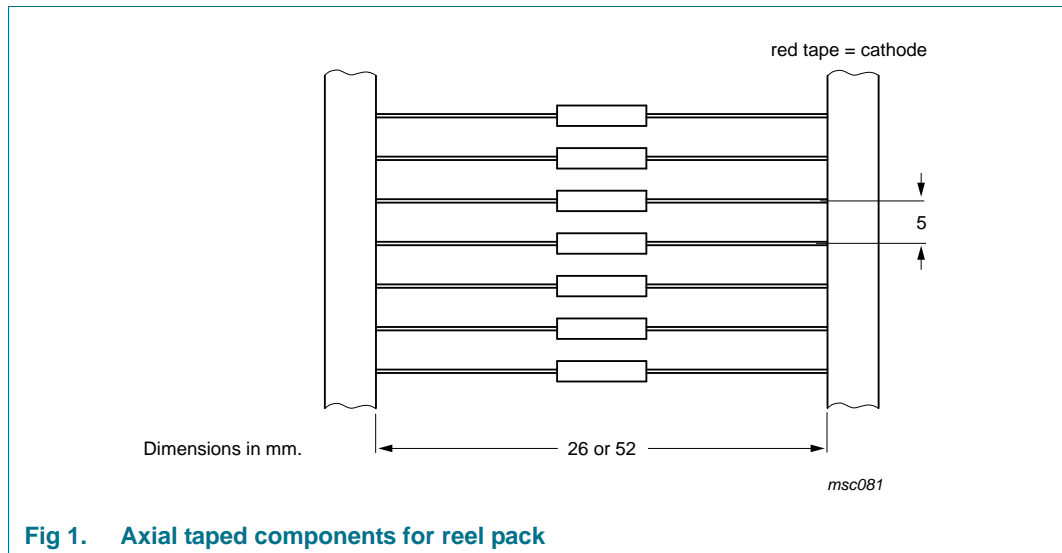 red tape = cathode
5
Dimensions in mm.
26 or 52
msc081
Fig 1. Axial taped components for reel pack